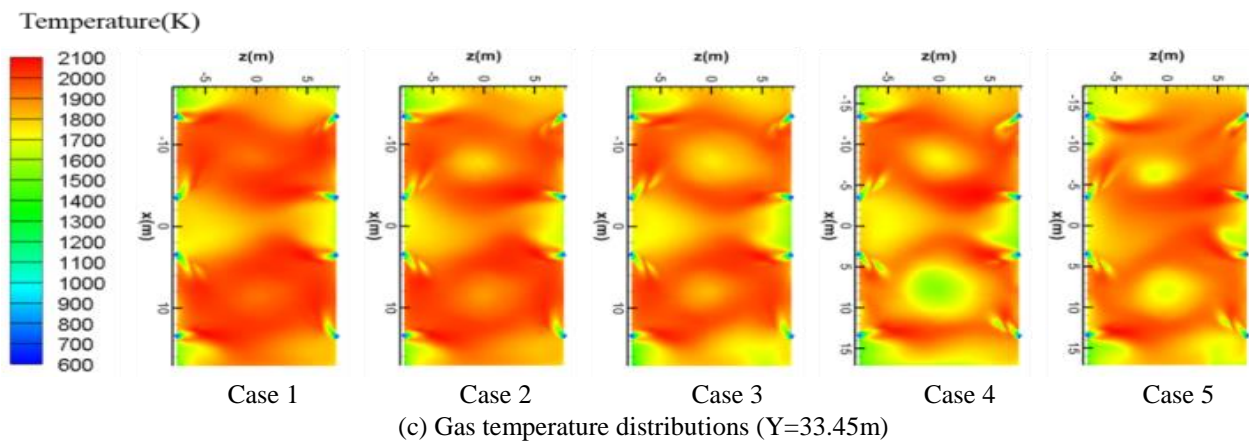 Temperature(K)
2100
2000
1900
1800
1700
1600
1500
1400
1300
1200
1100
1000
900
800
700
600
z(m)
-5 0 5
x(m)
-10
0
10
z(m)
-5 0 5
x(m)
-10
0
10
z(m)
-5 0 5
x(m)
-10
0
10
z(m)
-5 0 5
x(m)
-15
-10
-5
0
5
10
15
z(m)
-5 0 5
x(m)
-15
-10
-5
0
5
10
15
Case 1 Case 2 Case 3 Case 4 Case 5
(c) Gas temperature distributions (Y=33.45m)